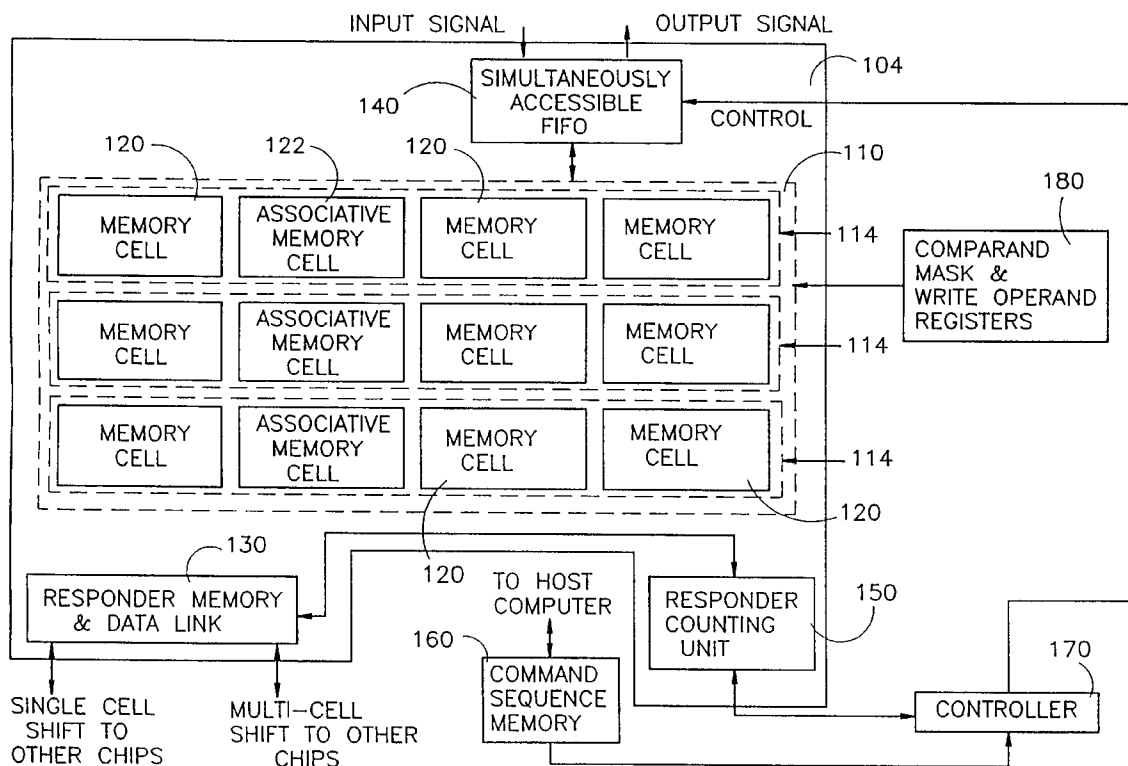 INPUT SIGNAL
OUTPUT SIGNAL
SIMULTANEOUSLY
ACCESSIBLE
FIFO
140
104
CONTROL
120
122
120
110
180
MEMORY
CELL
ASSOCIATIVE
MEMORY
CELL
MEMORY
CELL
MEMORY
CELL
114
COMPARAND
MASK &
WRITE OPERAND
REGISTERS
MEMORY
CELL
ASSOCIATIVE
MEMORY
CELL
MEMORY
CELL
MEMORY
CELL
114
MEMORY
CELL
ASSOCIATIVE
MEMORY
CELL
MEMORY
CELL
MEMORY
CELL
114
120
120
130
RESPONDER MEMORY
& DATA LINK
TO HOST
COMPUTER
RESPONDER
COUNTING
UNIT
150
160
COMMAND
SEQUENCE
MEMORY
170
CONTROLLER
SINGLE CELL
SHIFT TO
OTHER CHIPS
MULTI-CELL
SHIFT TO OTHER
CHIPS